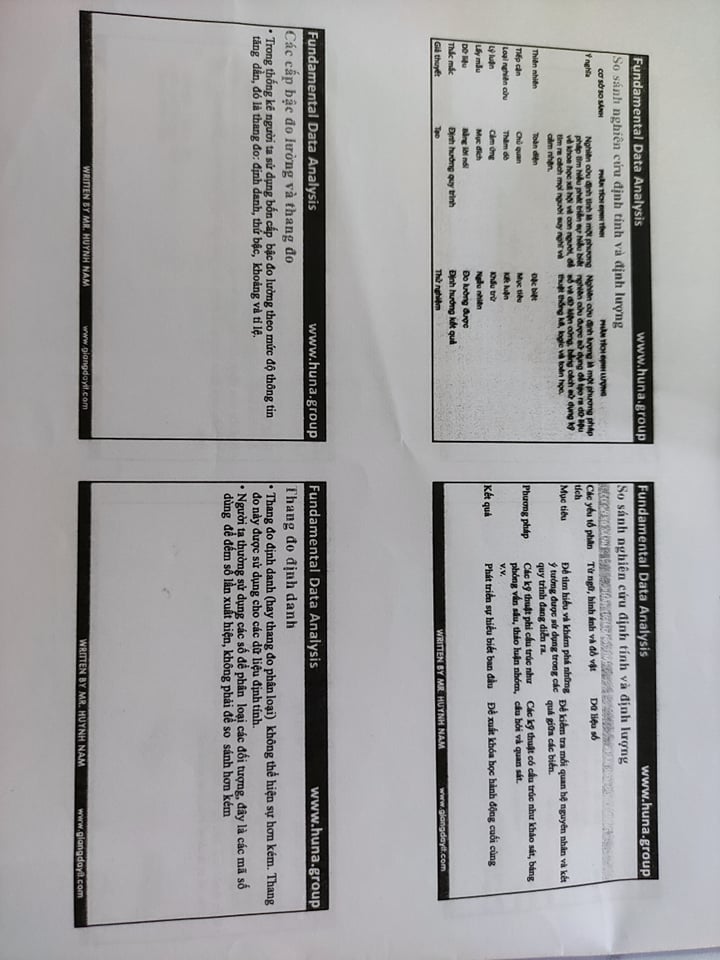 Fundamental Data Analysis www.huna.group
So sánh nghiên cứu định tính và định lượng
CƠ SỞ SO SÁNH PHÂN TÍCH ĐỊNH TÍNH PHÂN TÍCH ĐỊNH LƯỢNG
Ý nghĩa Nghiên cứu định tính là một phương Nghiên cứu định lượng là một phương pháp
pháp tìm hiểu phát triển sự hiểu biết nghiên cứu được sử dụng để tạo ra dữ liệu
về khoa học xã hội và con người, để số và dữ kiện cứng, bằng cách sử dụng kỹ
tìm ra cách mọi người suy nghĩ và thuật thống kê, logic và toán học.
cảm nhận.
Thiên nhiên Toàn diện Đặc biệt
Tiếp cận Chủ quan Mục tiêu
Loại nghiên cứu Thăm dò Kết luận
Lý luận Cảm ứng Khấu trừ
Lấy mẫu Mục đích Ngẫu nhiên
Dữ liệu Bằng lời nói Đo lường được
Thắc mắc Định hướng quy trình Định hướng kết quả
Giả thuyết Tạo Thử nghiệm
Fundamental Data Analysis www.huna.group
So sánh nghiên cứu định tính và định lượng
Các yếu tố phân Từ ngữ, hình ảnh và đồ vật Dữ liệu số
tích
Mục tiêu Để tìm hiểu và khám phá những Để kiểm tra mối quan hệ nguyên nhân và kết
ý tưởng được sử dụng trong các quả giữa các biến.
quy trình đang diễn ra.
Phương pháp Các kỹ thuật phi cấu trúc như Các kỹ thuật có cấu trúc như khảo sát, bảng
phỏng vấn sâu, thảo luận nhóm, câu hỏi và quan sát.
v.v.
Kết quả Phát triển sự hiểu biết ban đầu Đề xuất khóa học hành động cuối cùng
WRITTEN BY MR. HUYNH NAM www.giangdayit.com
Fundamental Data Analysis www.huna.group
Các cấp bậc đo lường và thang đo
• Trong thống kê người ta sử dụng bốn cấp bậc đo lường theo mức độ thông tin
tăng dần, đó là thang đo: định danh, thứ bậc, khoảng và tỉ lệ.
WRITTEN BY MR. HUYNH NAM www.giangdayit.com
Fundamental Data Analysis www.huna.group
Thang đo định danh
• Thang đo định danh (hay thang đo phân loại) không thể hiện sự hơn kém. Thang
đo này được sử dụng cho các dữ liệu định tính.
• Người ta thường sử dụng các số để phân loại các đối tượng, đây là các mã số
dùng để đếm số lần xuất hiện, không phải để so sánh hơn kém
WRITTEN BY MR. HUYNH NAM www.giangdayit.com